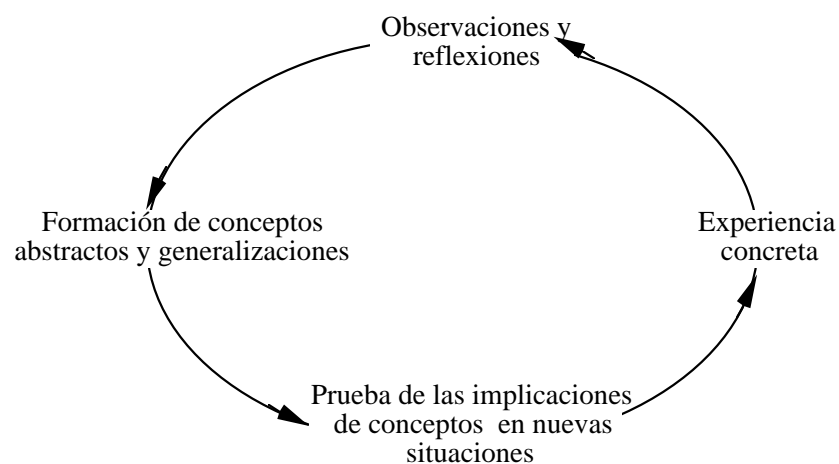 Observaciones y
reflexiones
Formación de conceptos
abstractos y generalizaciones
Experiencia
concreta
Prueba de las implicaciones
de conceptos  en nuevas
situaciones